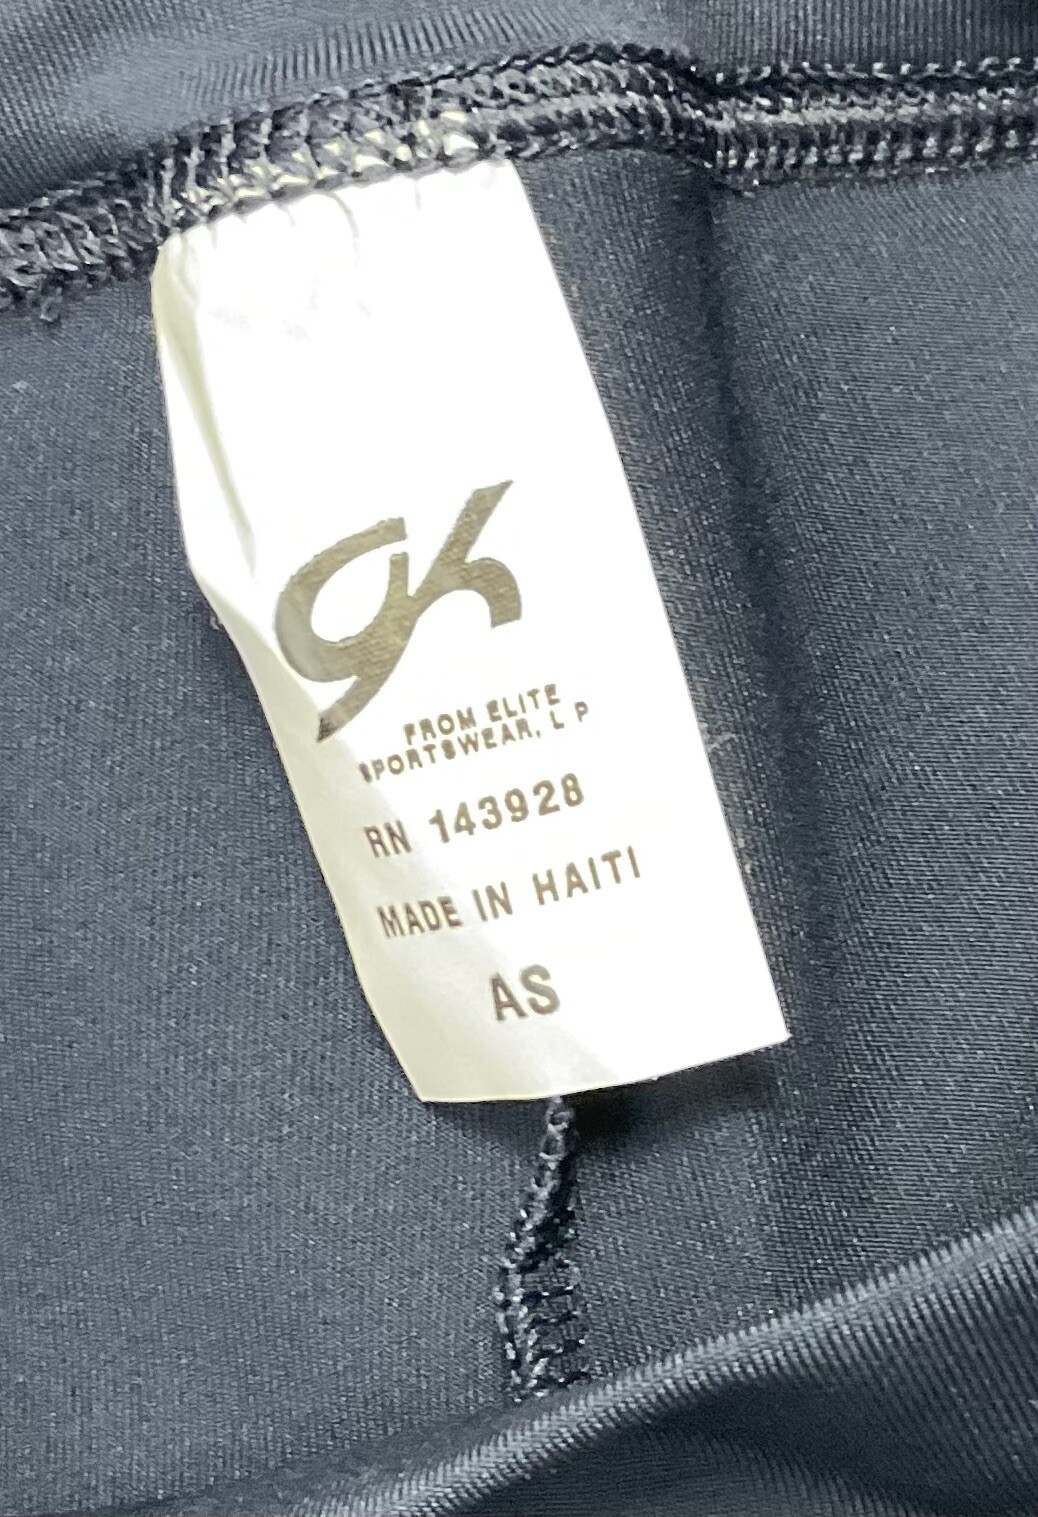 GK
FROM ELITE
SPORTSWEAR, L P
RN 143928
MADE IN HAITI
AS